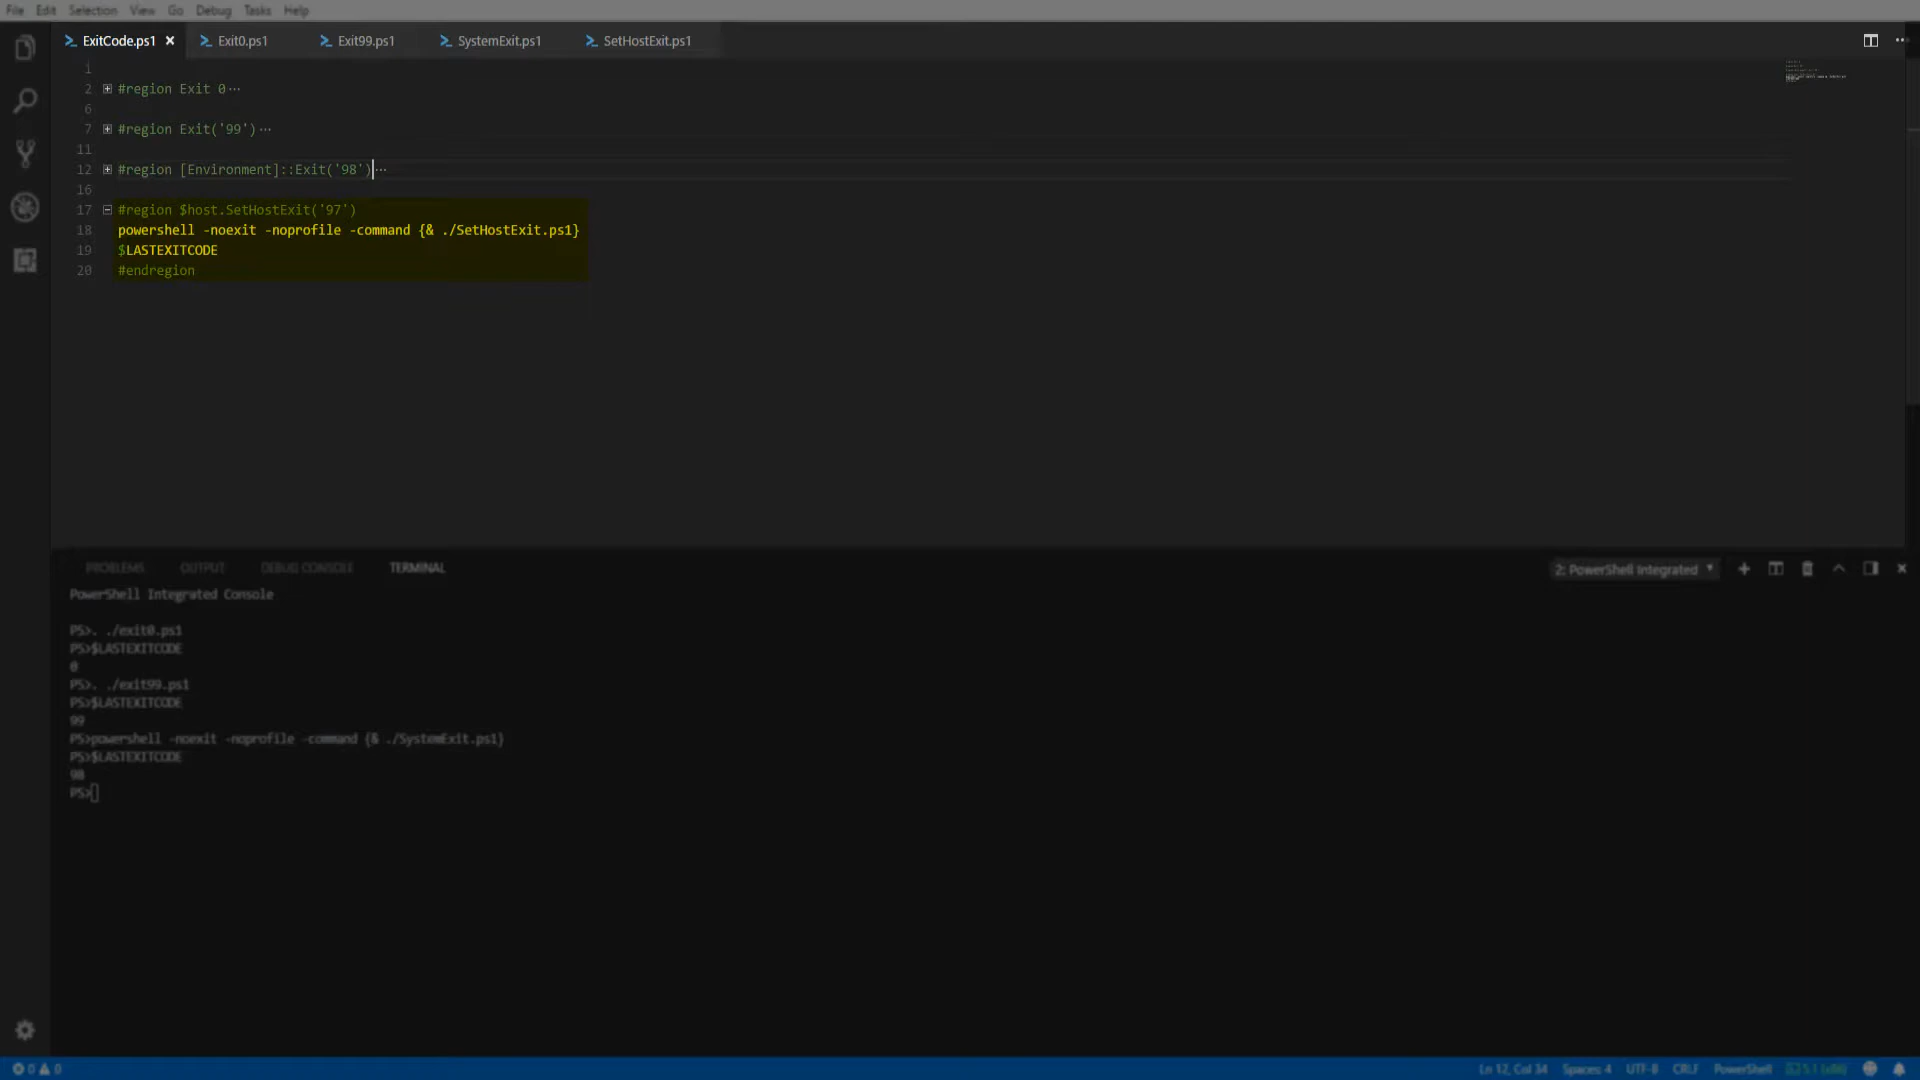 File Edit Selection View Go Debug Tasks Help
ExitCode.ps1 Exit0.ps1 Exit99.ps1 SystemExit.ps1 SetHostExit.ps1
1
2 #region Exit 0···
6
7 #region Exit('99')···
11
12 #region [Environment]::Exit('98')···
16
17 #region $host.SetHostExit('97')
18 powershell -noexit -noprofile -command {& ./SetHostExit.ps1}
19 $LASTEXITCODE
20 #endregion
PROBLEMS OUTPUT DEBUG CONSOLE TERMINAL 2: PowerShell Integrated
PowerShell Integrated Console
PS>. ./exit0.ps1
PS>$LASTEXITCODE
0
PS>. ./exit99.ps1
PS>$LASTEXITCODE
99
PS>powershell -noexit -noprofile -command {& ./SystemExit.ps1}
PS>$LASTEXITCODE
98
PS>
0 0 Ln 12, Col 34 Spaces: 4 UTF-8 CRLF PowerShell 5.1 (x86)